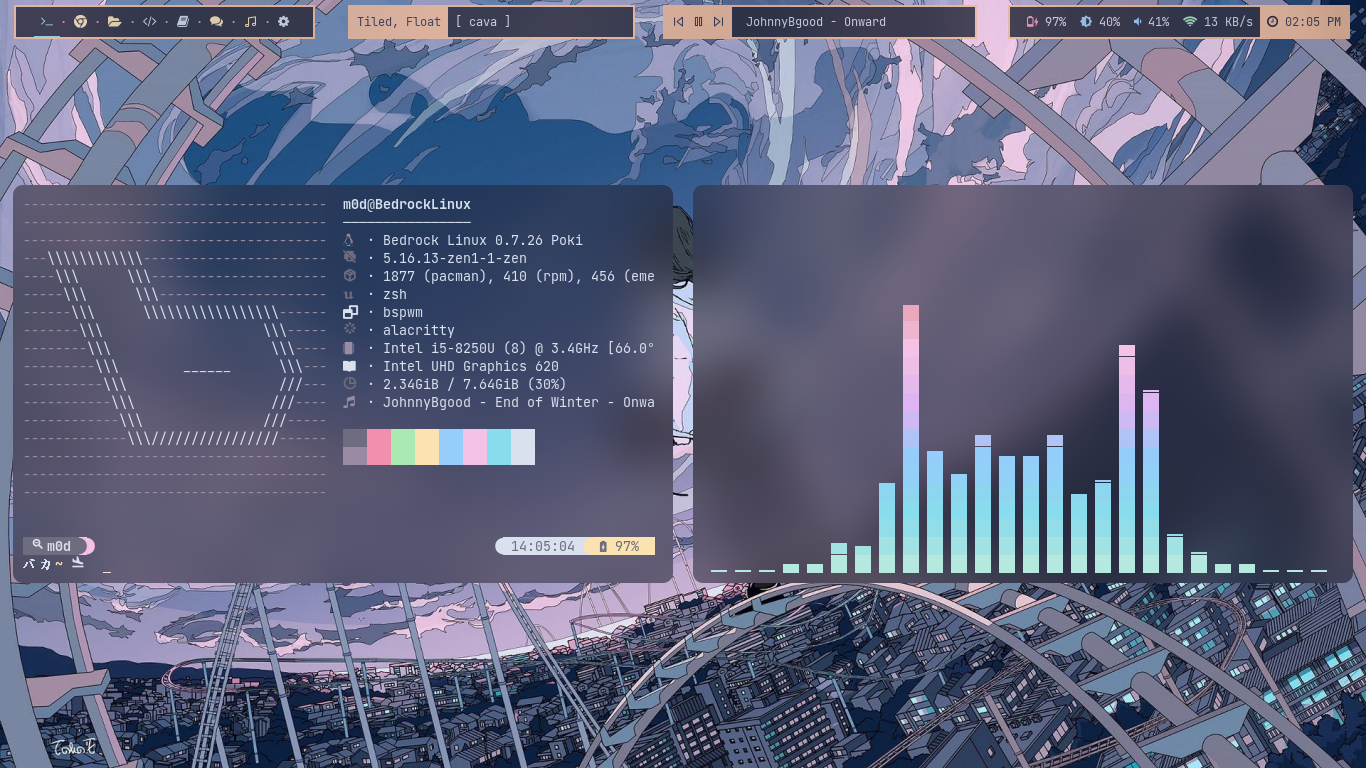 Tiled, Float [ cava ]
JohnnyBgood - Onward
97% 40% 41% 13 KB/s 02:05 PM
m0d@BedrockLinux
· Bedrock Linux 0.7.26 Poki
· 5.16.13-zen1-1-zen
· 1877 (pacman), 410 (rpm), 456 (eme
· zsh
· bspwm
· alacritty
· Intel i5-8250U (8) @ 3.4GHz [66.0°
· Intel UHD Graphics 620
· 2.34GiB / 7.64GiB (30%)
· JohnnyBgood - End of Winter - Onwa
m0d
14:05:04 97%
バカ~